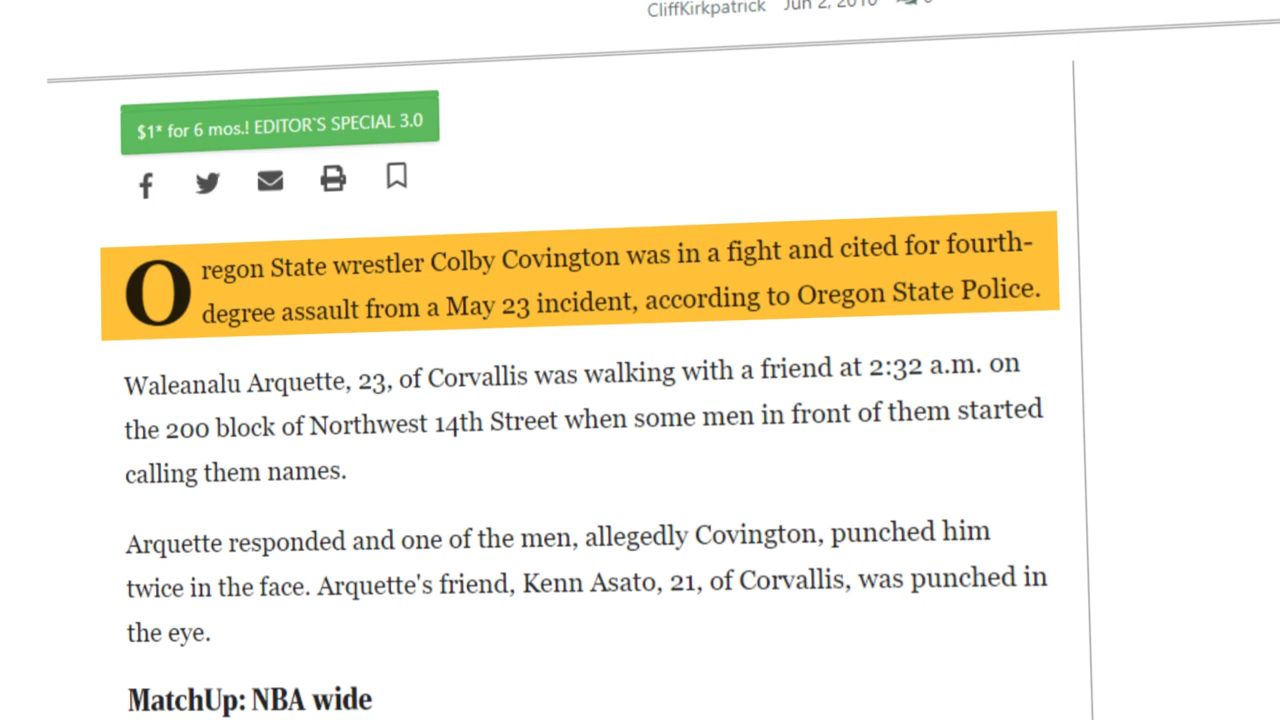 CliffKirkpatrick Jun 2, 2010
$1* for 6 mos.! EDITOR`S SPECIAL 3.0
Oregon State wrestler Colby Covington was in a fight and cited for fourth-
degree assault from a May 23 incident, according to Oregon State Police.
Waleanalu Arquette, 23, of Corvallis was walking with a friend at 2:32 a.m. on
the 200 block of Northwest 14th Street when some men in front of them started
calling them names.
Arquette responded and one of the men, allegedly Covington, punched him
twice in the face. Arquette's friend, Kenn Asato, 21, of Corvallis, was punched in
the eye.
MatchUp: NBA wide